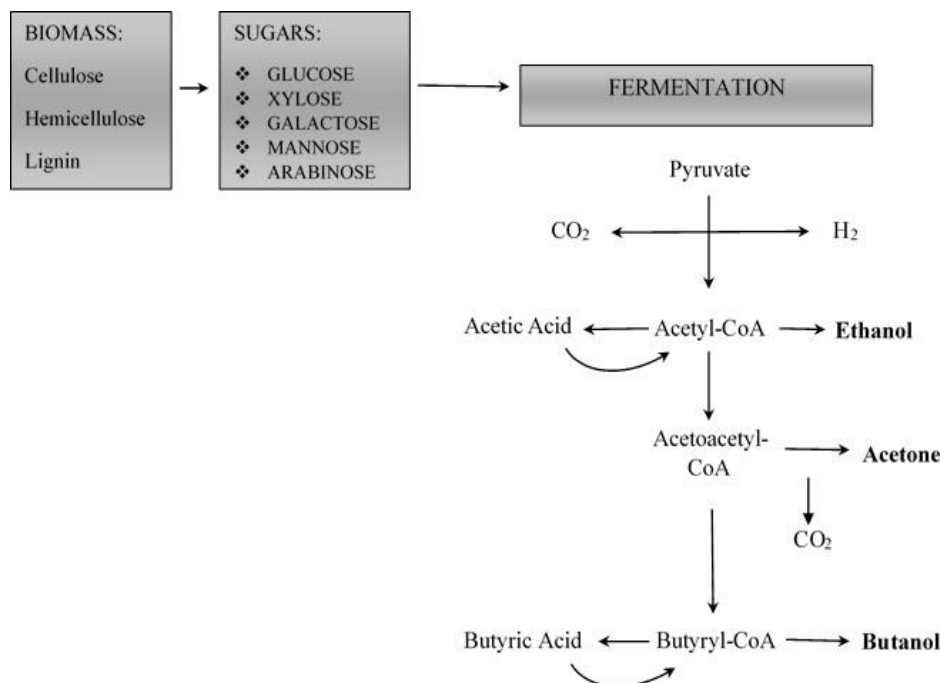 BIOMASS:
Cellulose
Hemicellulose
Lignin
SUGARS:
❖ GLUCOSE
❖ XYLOSE
❖ GALACTOSE
❖ MANNOSE
❖ ARABINOSE
FERMENTATION
Pyruvate
CO₂
H₂
Acetic Acid
Acetyl-CoA
Ethanol
Acetoacetyl-
CoA
Acetone
CO₂
Butyric Acid
Butyryl-CoA
Butanol